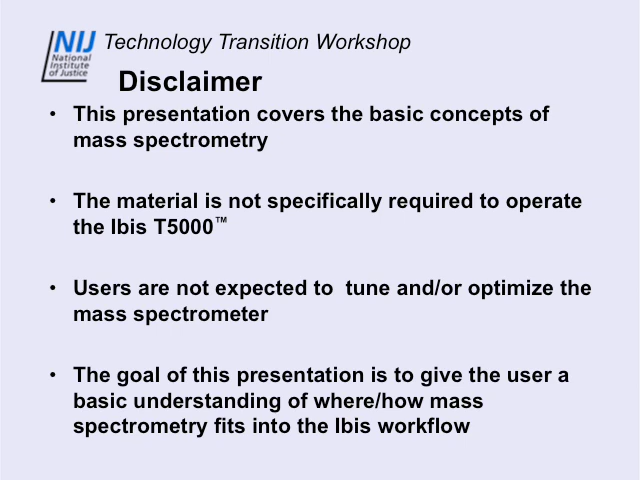 NIJ
National
Institute
of Justice
Technology Transition Workshop
Disclaimer
• This presentation covers the basic concepts of
mass spectrometry
• The material is not specifically required to operate
the Ibis T5000™
• Users are not expected to  tune and/or optimize the
mass spectrometer
• The goal of this presentation is to give the user a
basic understanding of where/how mass
spectrometry fits into the Ibis workflow